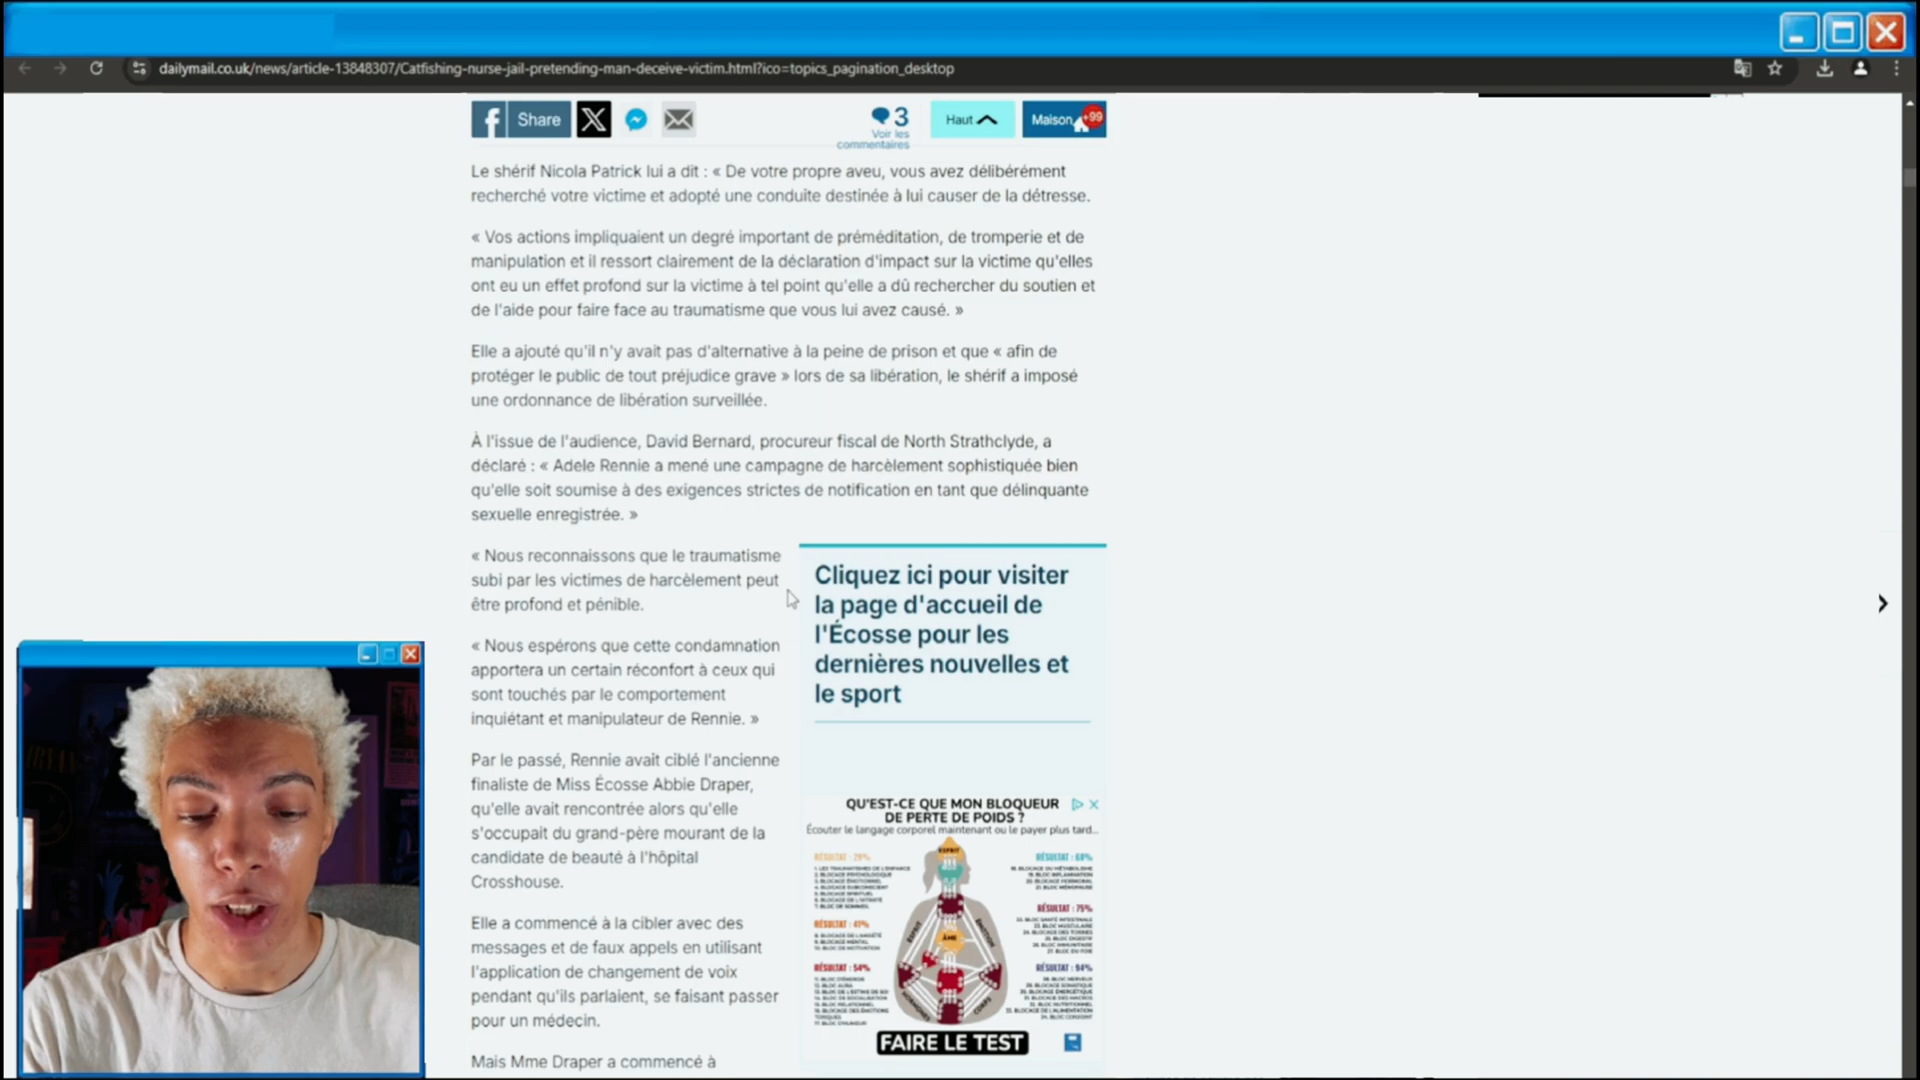 dailymail.co.uk/news/article-13848307/Catfishing-nurse-jail-pretending-man-deceive-victim.html?ico=topics_pagination_desktop
Share
3
Voir les
commentaires
Haut
Maison
+99
Le shérif Nicola Patrick lui a dit : « De votre propre aveu, vous avez délibérément
recherché votre victime et adopté une conduite destinée à lui causer de la détresse.
« Vos actions impliquaient un degré important de préméditation, de tromperie et de
manipulation et il ressort clairement de la déclaration d'impact sur la victime qu'elles
ont eu un effet profond sur la victime à tel point qu'elle a dû rechercher du soutien et
de l'aide pour faire face au traumatisme que vous lui avez causé. »
Elle a ajouté qu'il n'y avait pas d'alternative à la peine de prison et que « afin de
protéger le public de tout préjudice grave » lors de sa libération, le shérif a imposé
une ordonnance de libération surveillée.
À l'issue de l'audience, David Bernard, procureur fiscal de North Strathclyde, a
déclaré : « Adele Rennie a mené une campagne de harcèlement sophistiquée bien
qu'elle soit soumise à des exigences strictes de notification en tant que délinquante
sexuelle enregistrée. »
« Nous reconnaissons que le traumatisme
subi par les victimes de harcèlement peut
être profond et pénible.
« Nous espérons que cette condamnation
apportera un certain réconfort à ceux qui
sont touchés par le comportement
inquiétant et manipulateur de Rennie. »
Par le passé, Rennie avait ciblé l'ancienne
finaliste de Miss Écosse Abbie Draper,
qu'elle avait rencontrée alors qu'elle
s'occupait du grand-père mourant de la
candidate de beauté à l'hôpital
Crosshouse.
Elle a commencé à la cibler avec des
messages et de faux appels en utilisant
l'application de changement de voix
pendant qu'ils parlaient, se faisant passer
pour un médecin.
Mais Mme Draper a commencé à
Cliquez ici pour visiter
la page d'accueil de
l'Écosse pour les
dernières nouvelles et
le sport
QU'EST-CE QUE MON BLOQUEUR
DE PERTE DE POIDS ?
Écouter le langage corporel maintenant ou le payer plus tard...
ESPRIT
RÉSULTAT : 41%
RÉSULTAT : 54%
RÉSULTAT : 75%
RÉSULTAT : 94%
ÂME
FAIRE LE TEST